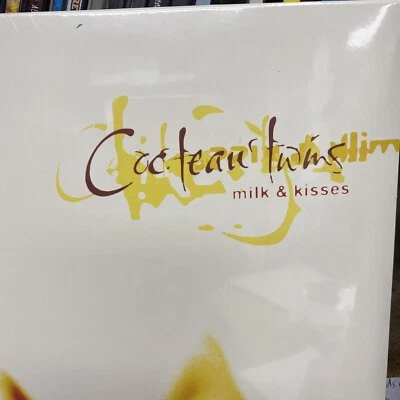 Cocteau twins
milk & kisses